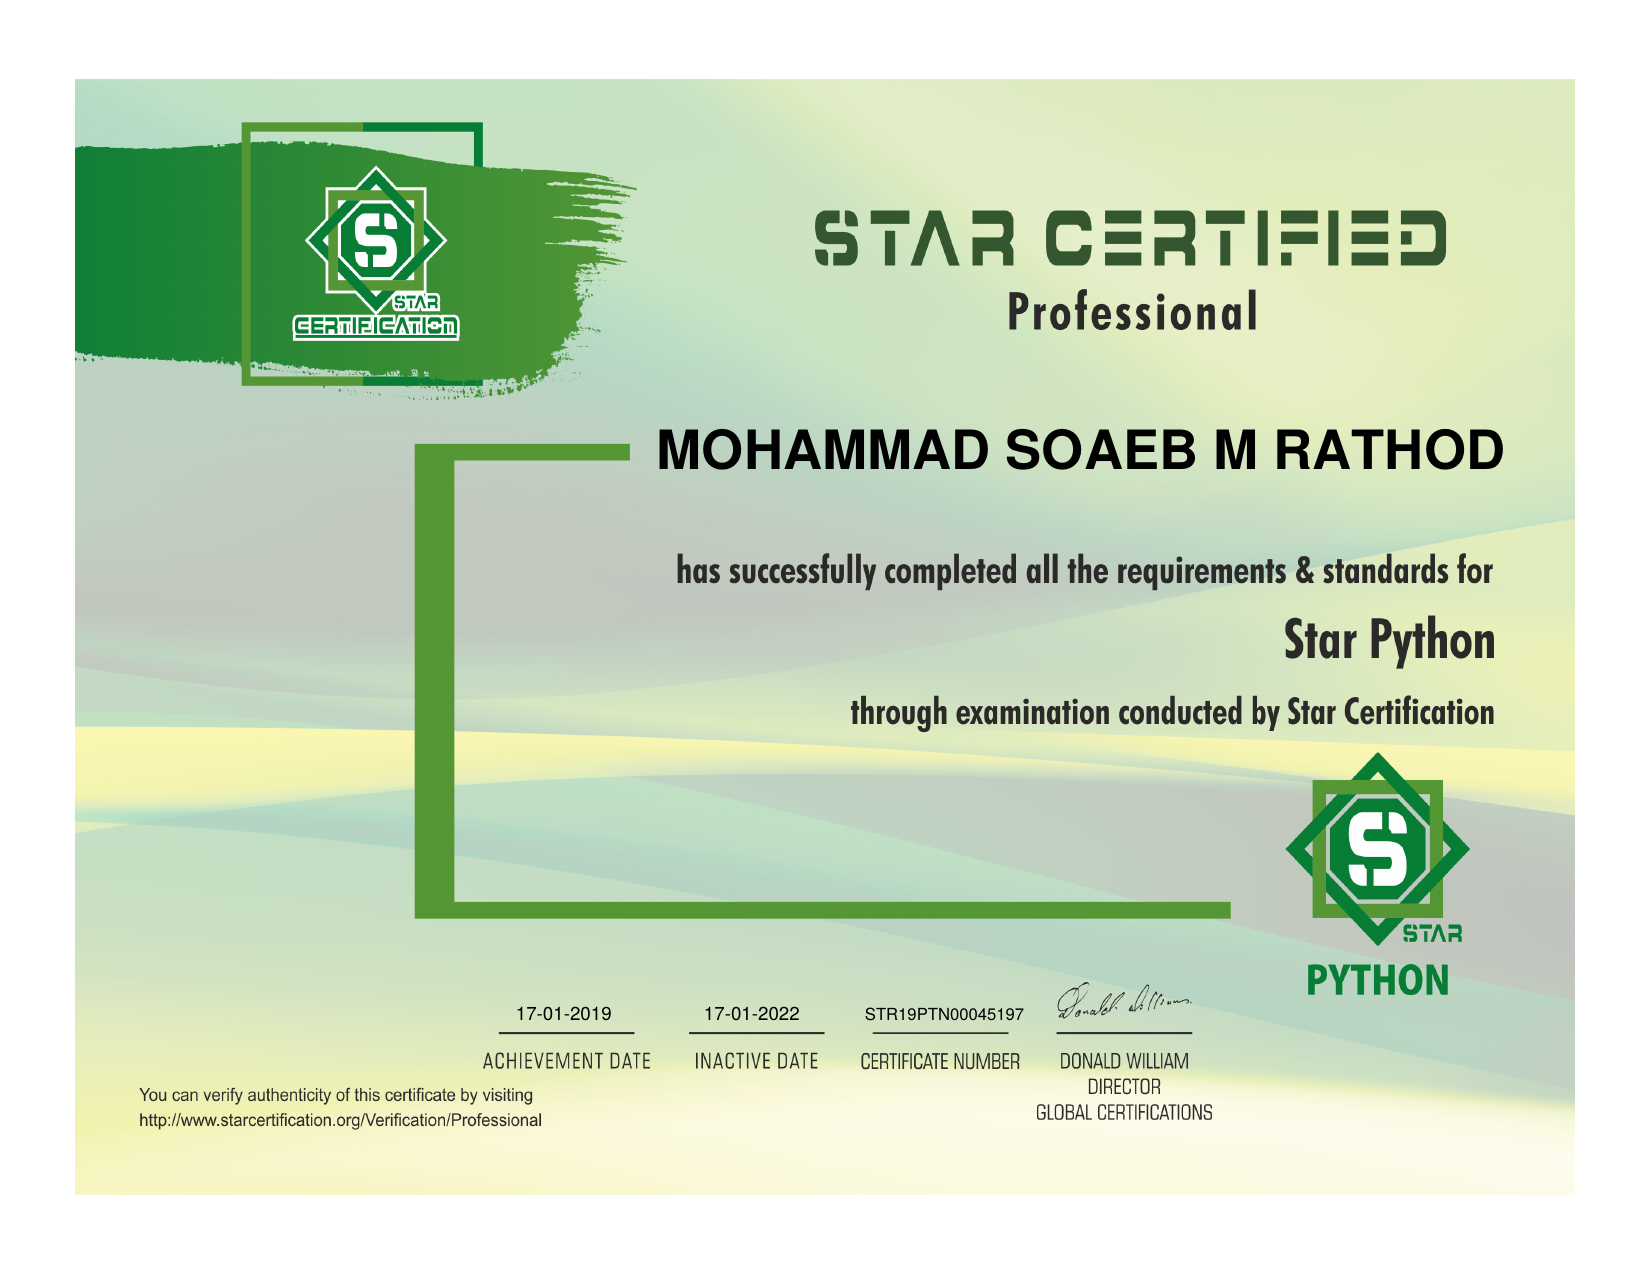 STAR
CERTIFICATION
STAR CERTIFIED
Professional
MOHAMMAD SOAEB M RATHOD
has successfully completed all the requirements & standards for
Star Python
through examination conducted by Star Certification
STAR
PYTHON
17-01-2019 17-01-2022 STR19PTN00045197 Donald William
ACHIEVEMENT DATE INACTIVE DATE CERTIFICATE NUMBER DONALD WILLIAM
DIRECTOR
GLOBAL CERTIFICATIONS
You can verify authenticity of this certificate by visiting
http://www.starcertification.org/Verification/Professional